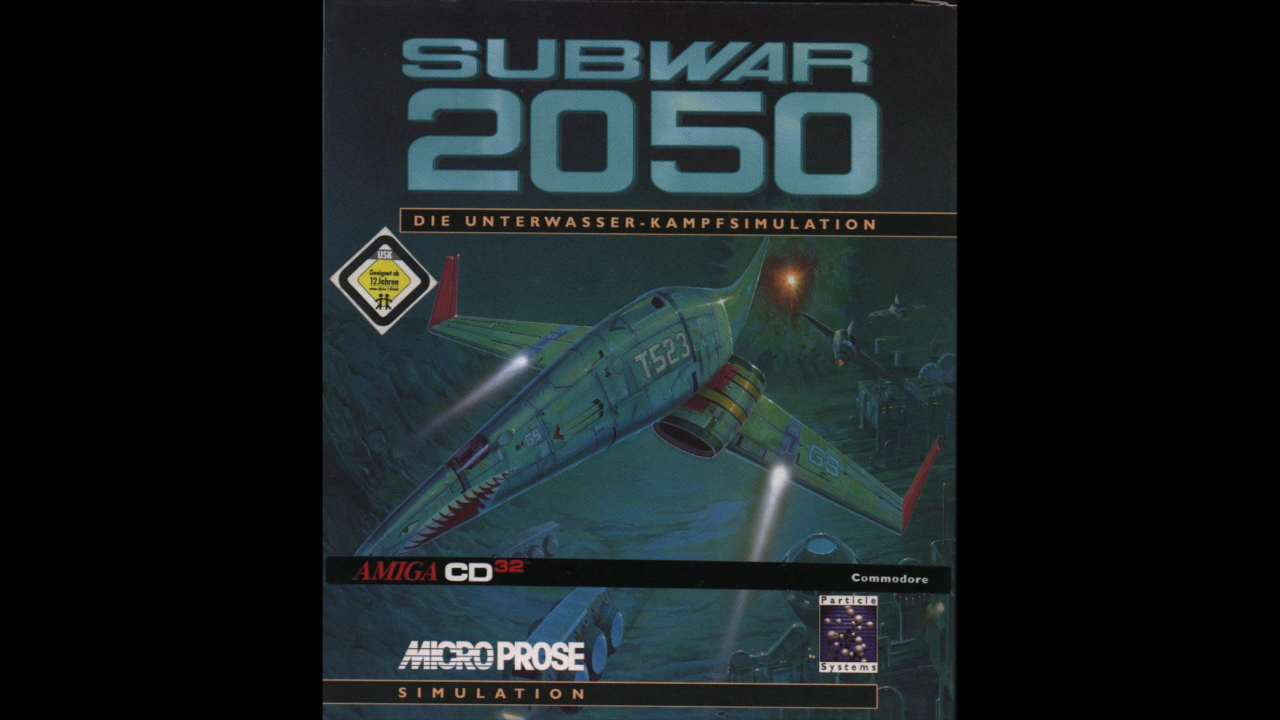 SUBWAR
2050
DIE UNTERWASSER-KAMPFSIMULATION
USK
Geeignet ab
12 Jahren
T523
G9
G9
AMIGA CD32
Commodore
Particle
Systems
MICROPROSE
SIMULATION